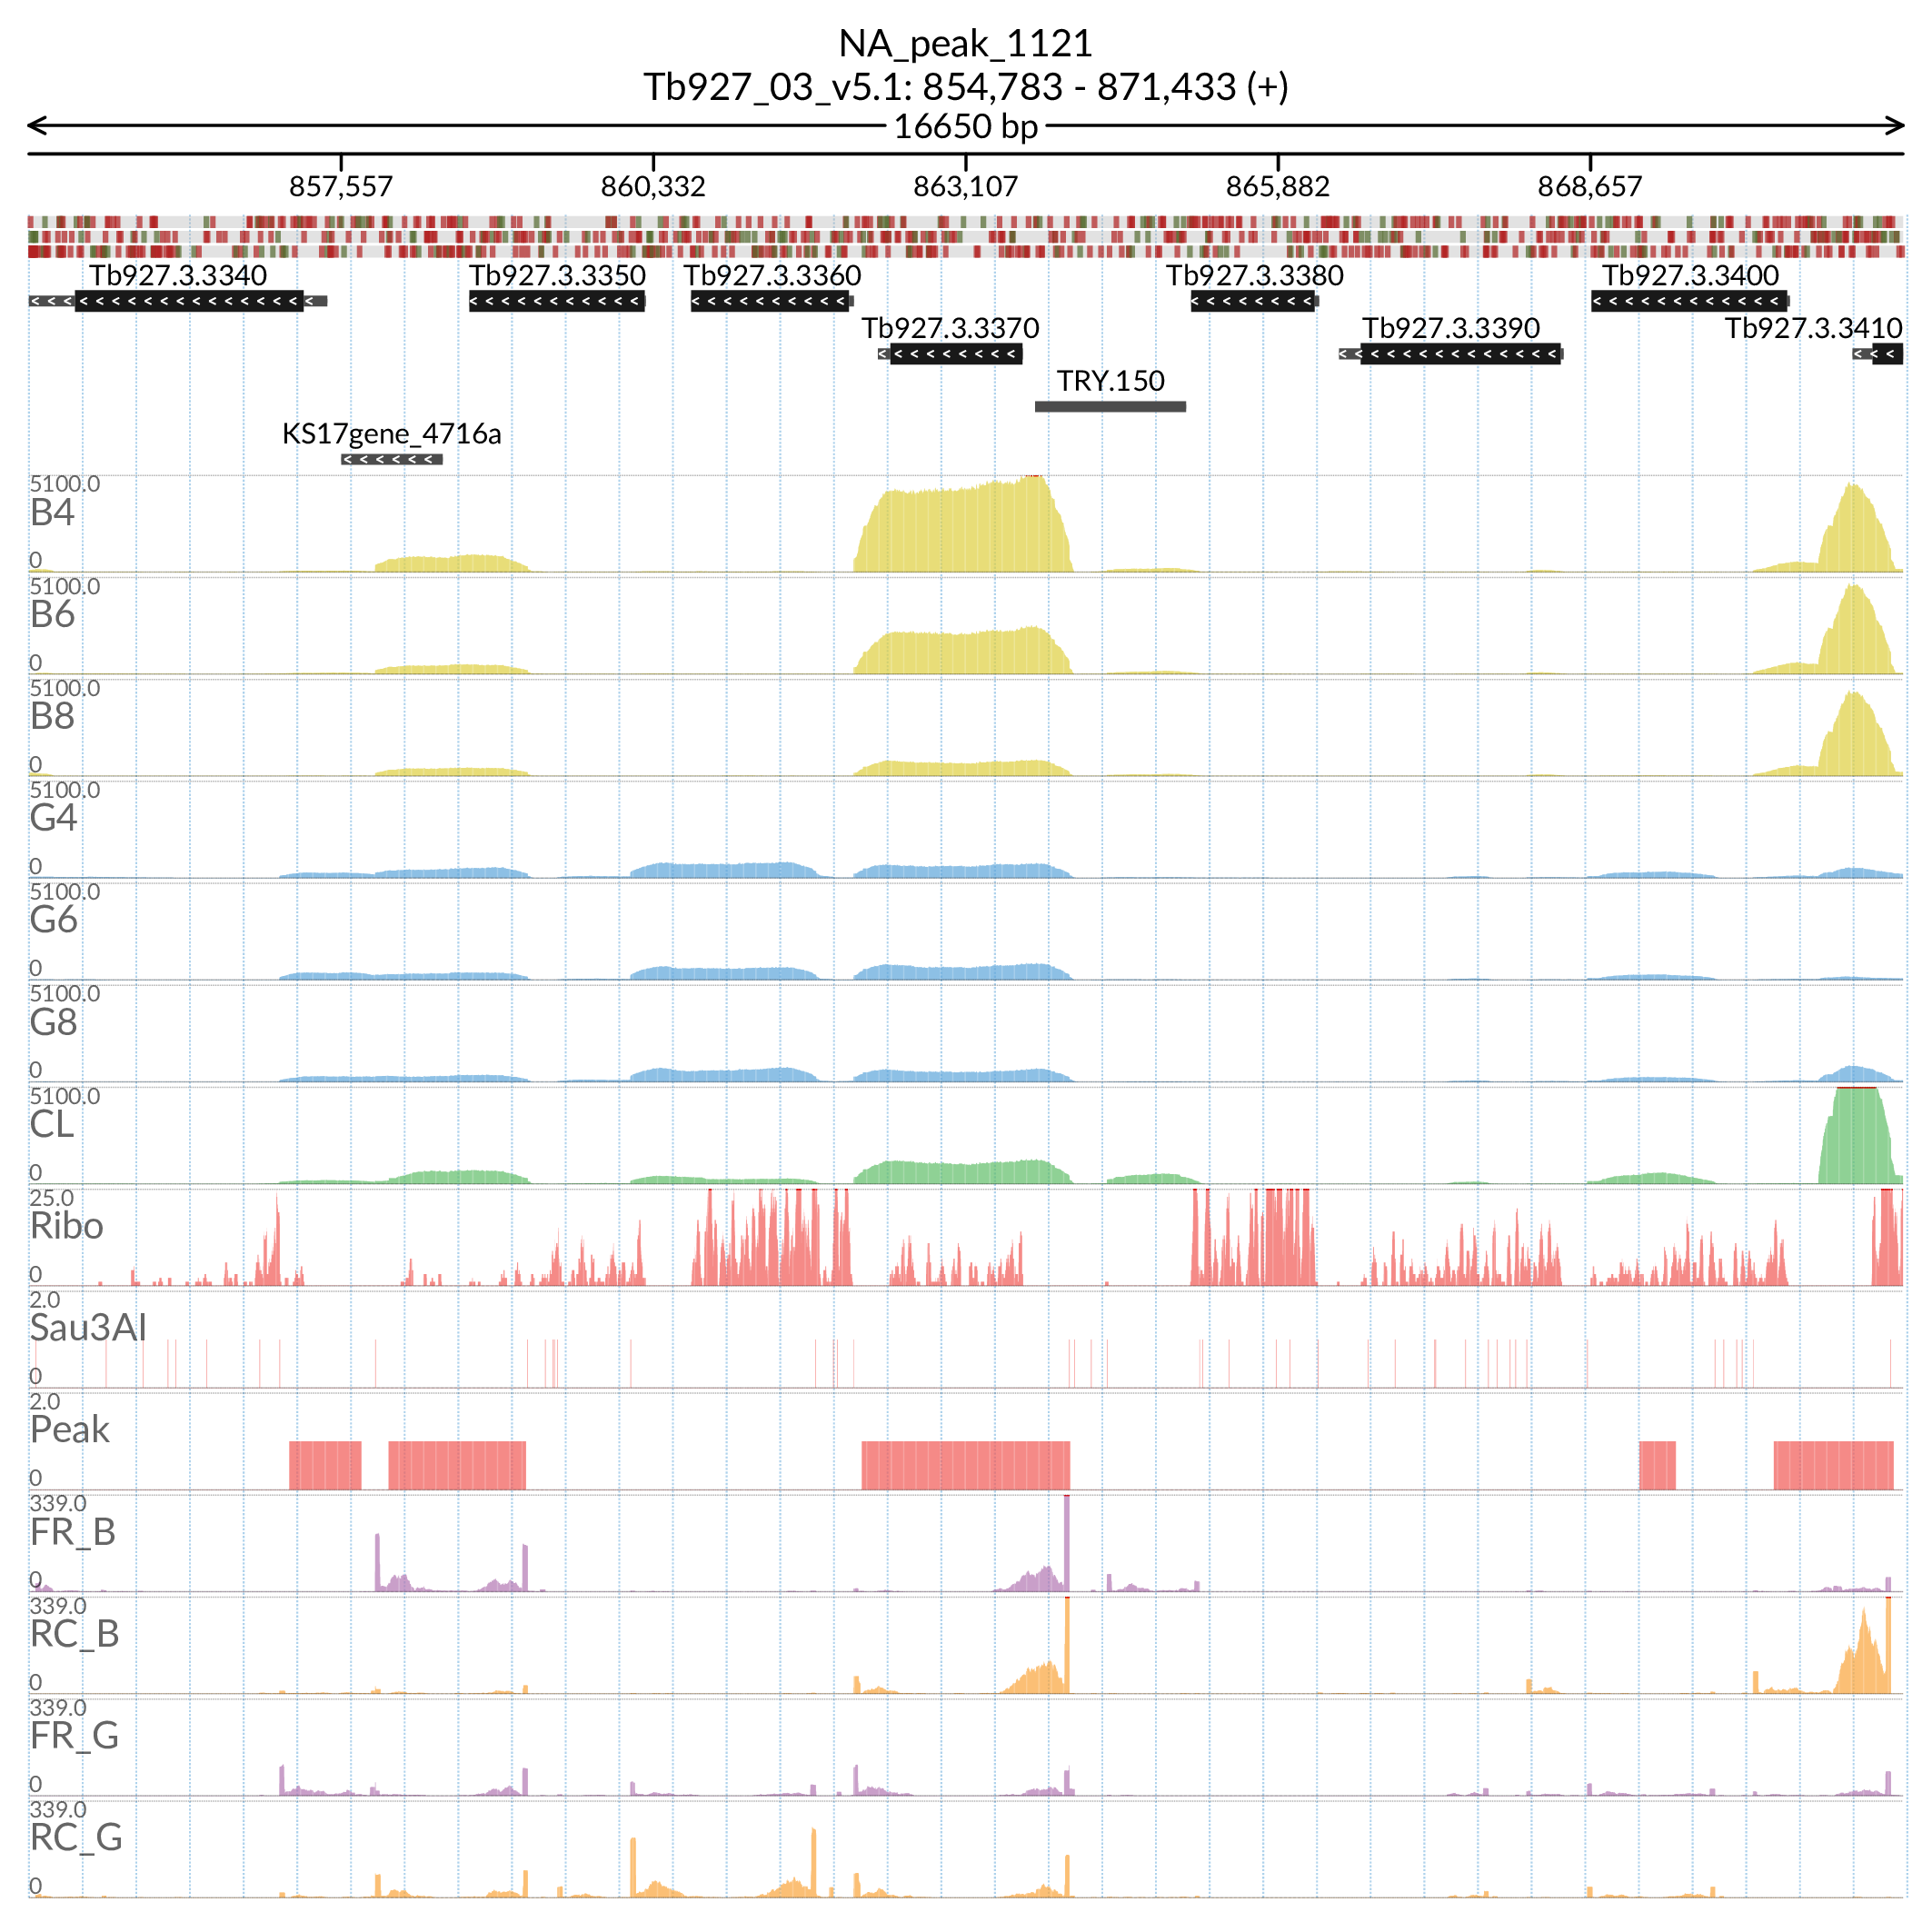 NA_peak_1121
Tb927_03_v5.1: 854,783 - 871,433 (+)
16650 bp
857,557 860,332 863,107 865,882 868,657
Tb927.3.3340 Tb927.3.3350 Tb927.3.3360 Tb927.3.3380 Tb927.3.3400
Tb927.3.3370 Tb927.3.3390 Tb927.3.3410
TRY.150
KS17gene_4716a
5100.0
B4
0
5100.0
B6
0
5100.0
B8
0
5100.0
G4
0
5100.0
G6
0
5100.0
G8
0
5100.0
CL
0
25.0
Ribo
0
2.0
Sau3AI
0
2.0
Peak
0
339.0
FR_B
0
339.0
RC_B
0
339.0
FR_G
0
339.0
RC_G
0